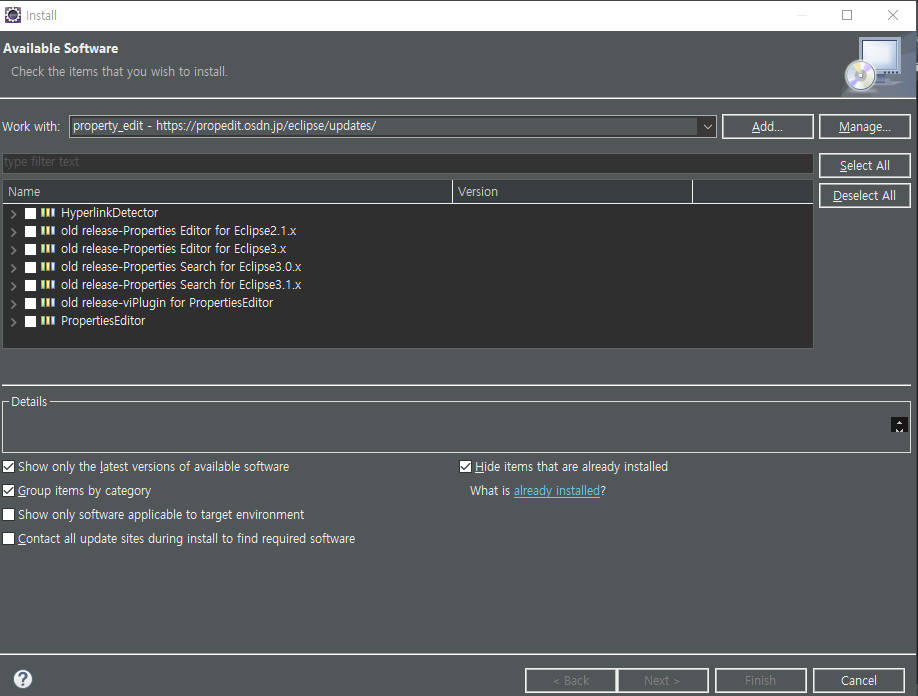 Install
Available Software
Check the items that you wish to install.
Work with: property_edit - https://propedit.osdn.jp/eclipse/updates/ Add... Manage...
type filter text Select All
Deselect All
Name Version
HyperlinkDetector
old release-Properties Editor for Eclipse2.1.x
old release-Properties Editor for Eclipse3.x
old release-Properties Search for Eclipse3.0.x
old release-Properties Search for Eclipse3.1.x
old release-viPlugin for PropertiesEditor
PropertiesEditor
Details
Show only the latest versions of available software Hide items that are already installed
Group items by category What is already installed?
Show only software applicable to target environment
Contact all update sites during install to find required software
? < Back Next > Finish Cancel